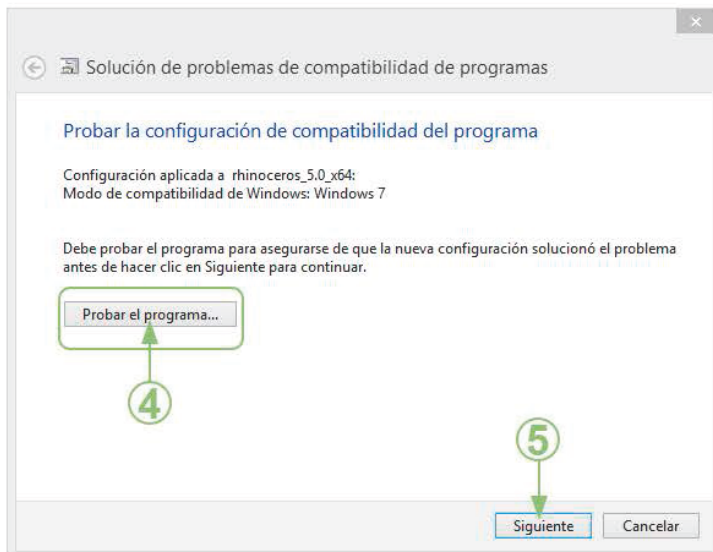 Solución de problemas de compatibilidad de programas
Probar la configuración de compatibilidad del programa
Configuración aplicada a rhinoceros_5.0_x64:
Modo de compatibilidad de Windows: Windows 7
Debe probar el programa para asegurarse de que la nueva configuración solucionó el problema
antes de hacer clic en Siguiente para continuar.
Probar el programa...
4
5
Siguiente Cancelar